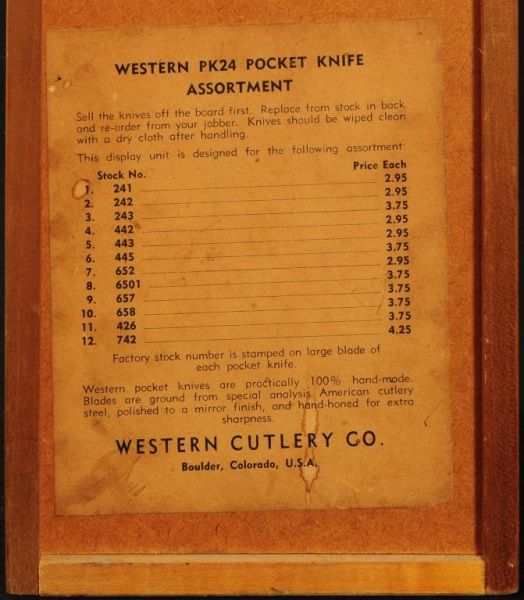 WESTERN PK24 POCKET KNIFE
ASSORTMENT
Sell the knives off the board first. Replace from stock in back
and re-order from your jobber. Knives should be wiped clean
with a dry cloth after handling.
This display unit is designed for the following assortment:
Stock No. Price Each
1. 241 2.95
2. 242 2.95
3. 243 3.75
4. 442 2.95
5. 443 2.95
6. 445 3.75
7. 652 2.95
8. 6501 3.75
9. 657 3.75
10. 658 3.75
11. 426 3.75
12. 742 4.25
Factory stock number is stamped on large blade of
each pocket knife.
Western pocket knives are practically 100% hand-made.
Blades are ground from special analysis American cutlery
steel, polished to a mirror finish, and hand-honed for extra
sharpness.
WESTERN CUTLERY CO.
Boulder, Colorado, U.S.A.